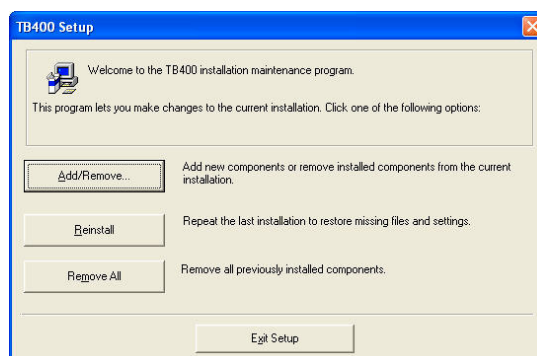 TB400 Setup
Welcome to the TB400 installation maintenance program.
This program lets you make changes to the current installation. Click one of the following options:
Add/Remove...
Add new components or remove installed components from the current
installation.
Reinstall
Repeat the last installation to restore missing files and settings.
Remove All
Remove all previously installed components.
Exit Setup